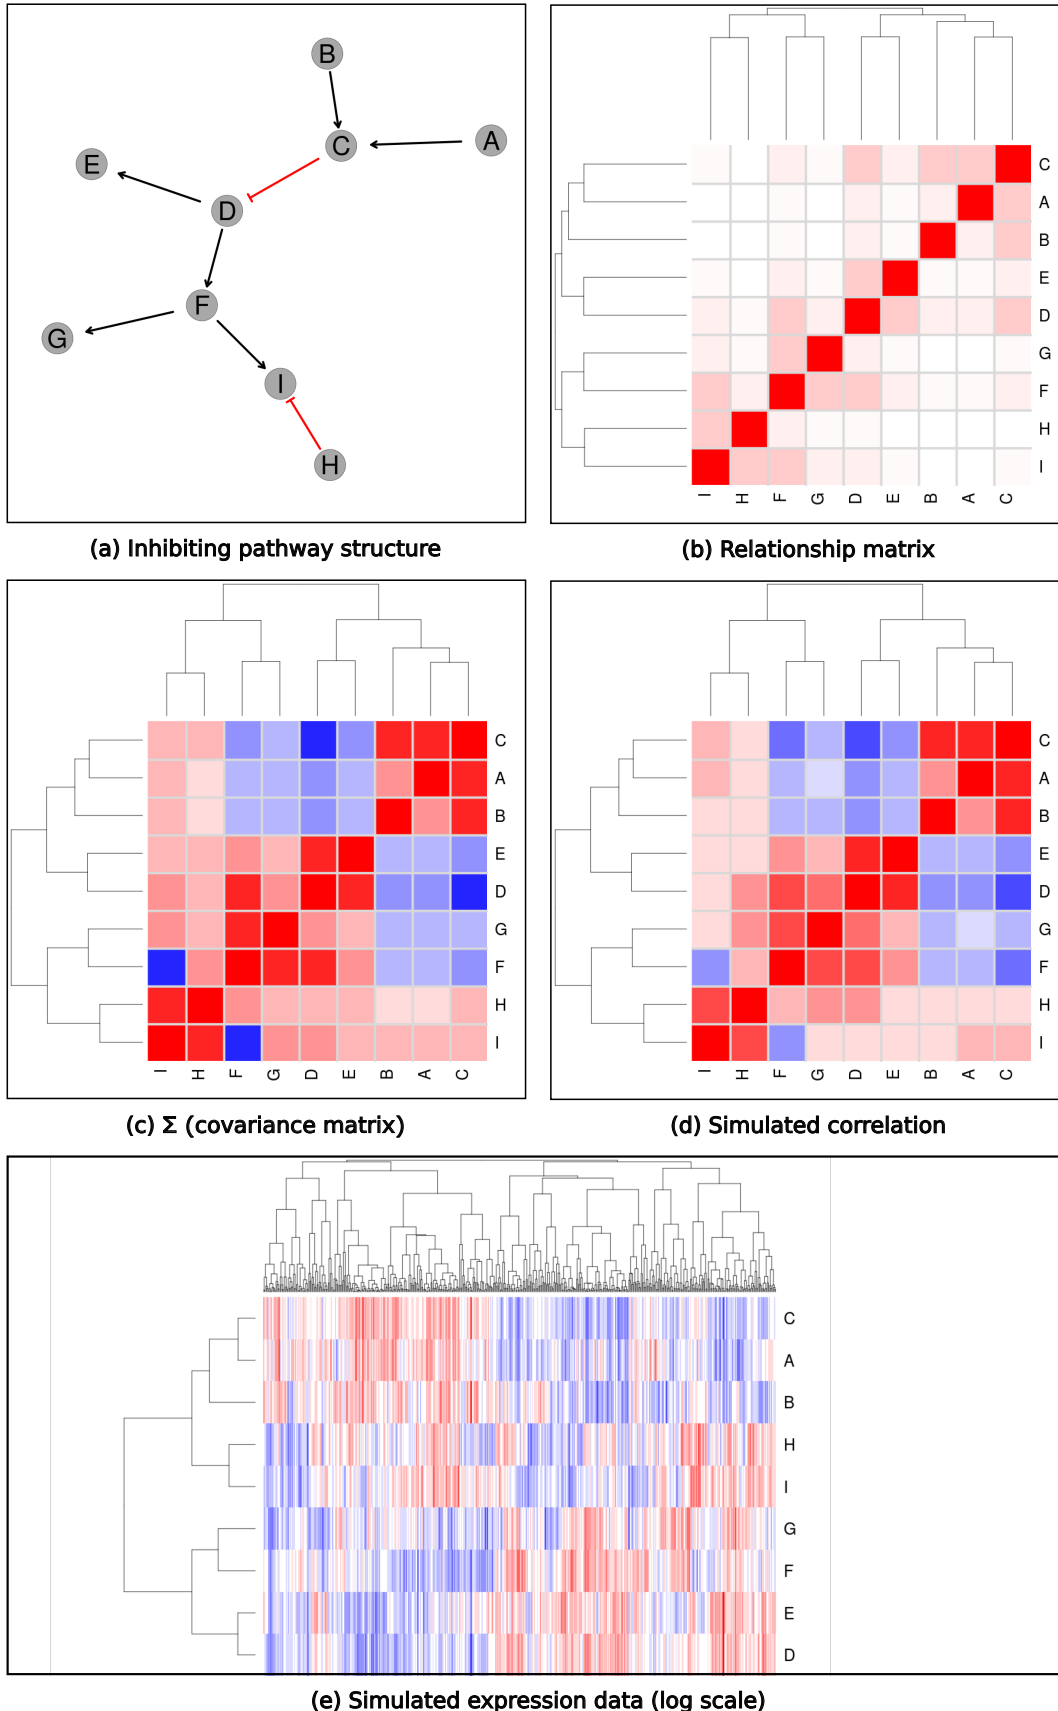 B
C
A
E
D
F
G
I
H
(a) Inhibiting pathway structure
C
A
B
E
D
G
F
H
I
I H F G D E B A C
(b) Relationship matrix
C
A
B
E
D
G
F
H
I
I H F G D E B A C
(c) Σ (covariance matrix)
C
A
B
E
D
G
F
H
I
I H F G D E B A C
(d) Simulated correlation
C
A
B
H
I
G
F
E
D
(e) Simulated expression data (log scale)